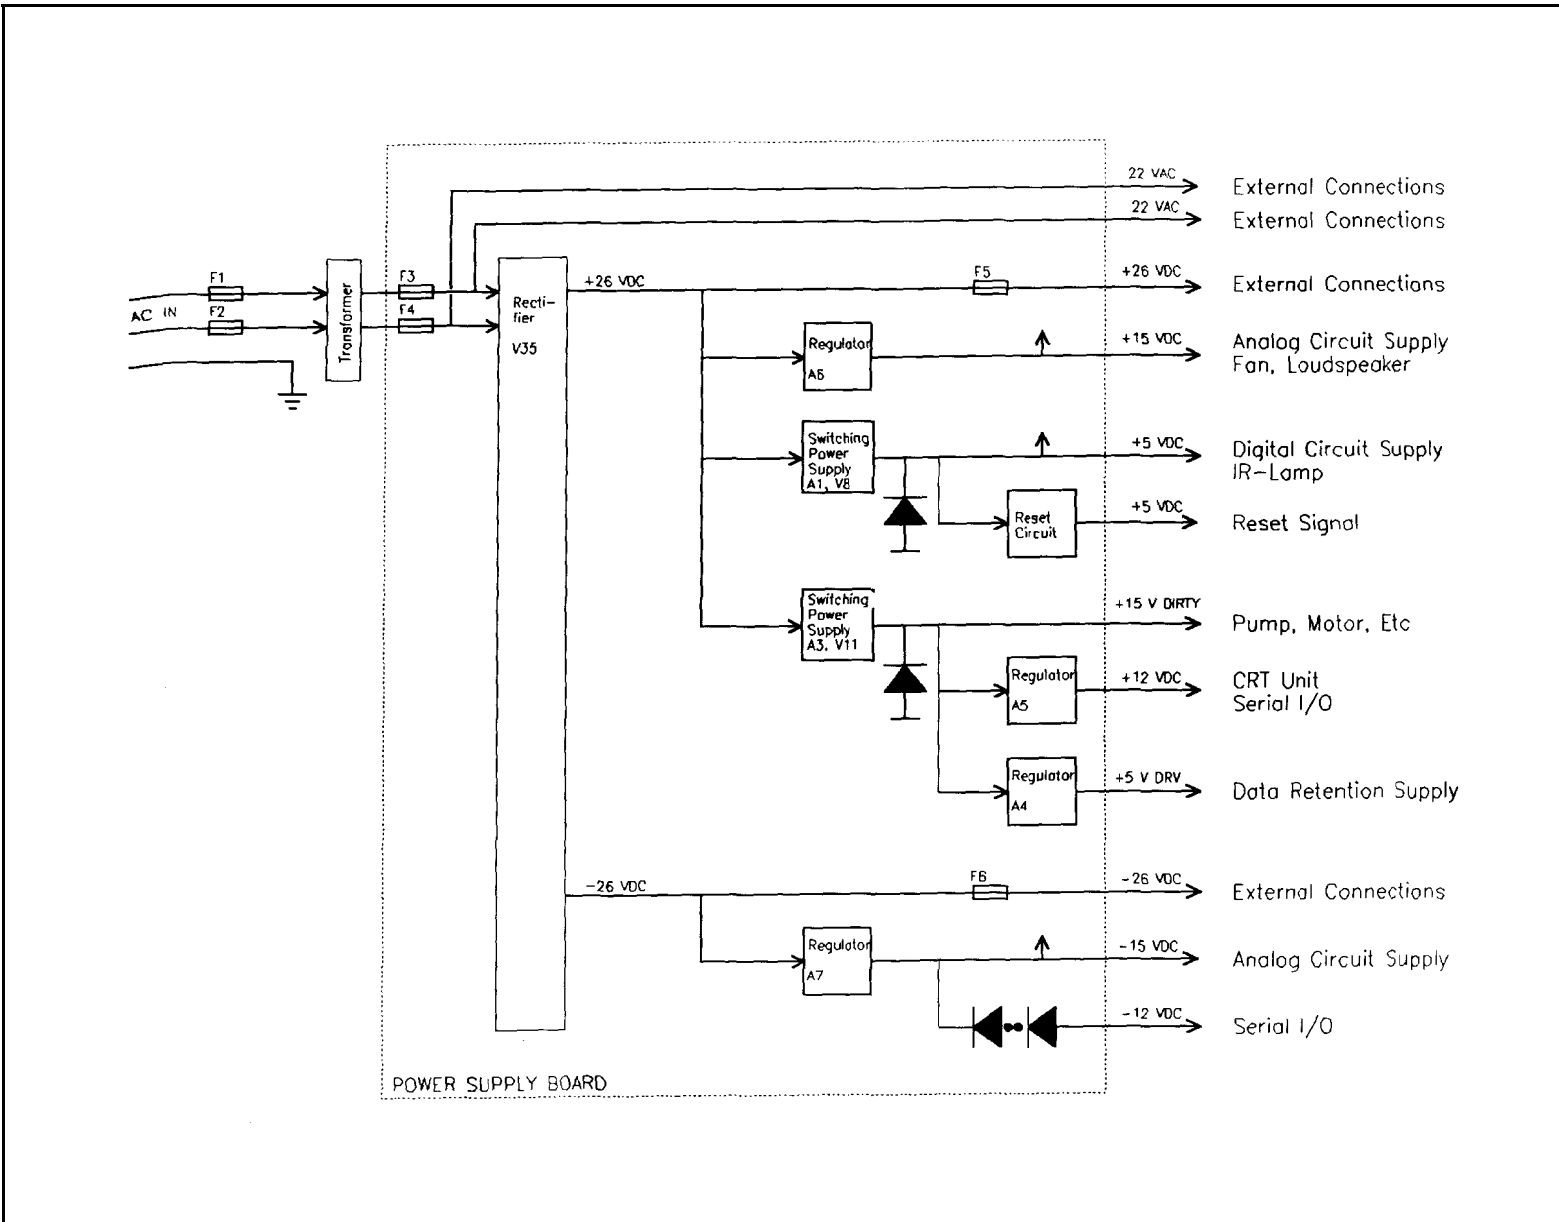 22 VAC
External Connections
22 VAC
External Connections
F1
F2
AC IN
Transformer
F3
F4
Recti-
fier
V35
+26 VDC
F5
+26 VDC
External Connections
Regulator
A6
+15 VDC
Analog Circuit Supply
Fan, Loudspeaker
Switching
Power
Supply
A1, V8
+5 VDC
Digital Circuit Supply
IR-Lamp
Reset
Circuit
+5 VDC
Reset Signal
Switching
Power
Supply
A3, V11
+15 V DIRTY
Pump, Motor, Etc
Regulator
A5
+12 VDC
CRT Unit
Serial I/O
Regulator
A4
+5 V DRV
Data Retention Supply
-26 VDC
F6
-26 VDC
External Connections
Regulator
A7
-15 VDC
Analog Circuit Supply
-12 VDC
Serial I/O
POWER SUPPLY BOARD